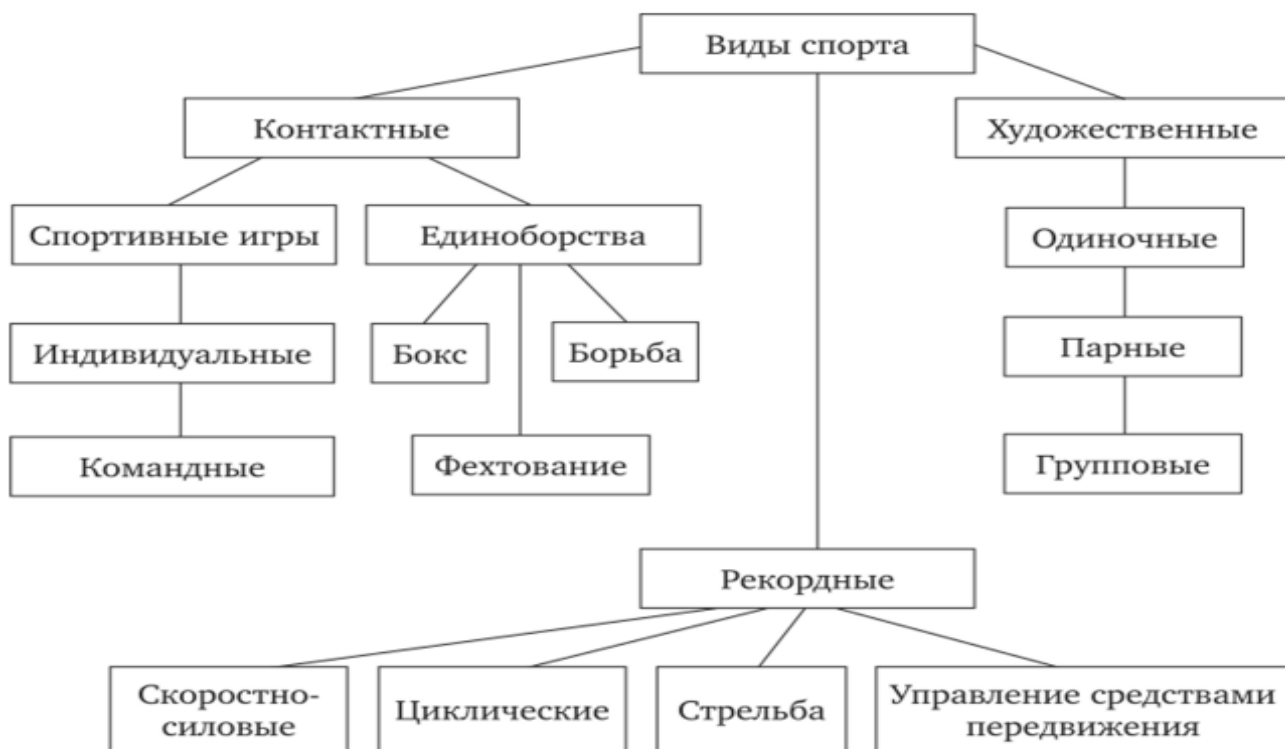 Виды спорта
Контактные
Художественные
Спортивные игры
Единоборства
Одиночные
Индивидуальные
Бокс
Борьба
Парные
Командные
Фехтование
Групповые
Рекордные
Скоростно-
силовые
Циклические
Стрельба
Управление средствами
передвижения